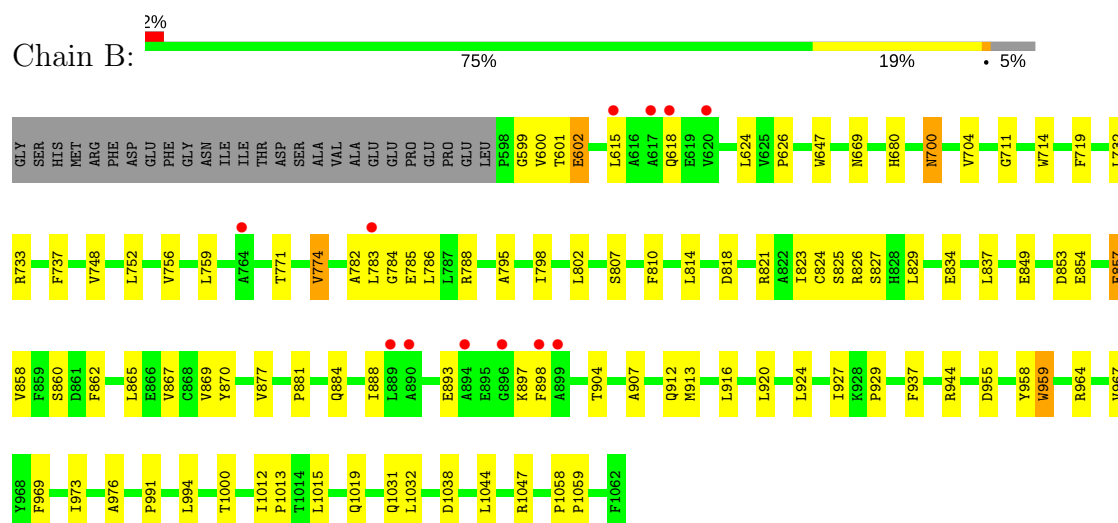 2%
Chain B:
75% 19% • 5%
GLY SER HIS MET ARG PHE ASP GLU PHE GLY ASN ILE ILE THR ASP SER ALA VAL ALA GLU GLU PRO GLU PRO GLU LEU P598 G599 V600 T601 E602 L615 A616 A617 Q618 E619 V620 L624 V625 P626 W647 N669 H680 N700 V704 G711 W714 F719 L732
R733 F737 V748 L752 V756 L759 A764 T771 V774 A782 L783 G784 E785 L786 L787 R788 A795 I798 L802 S807 F810 L814 D818 R821 A822 I823 C824 S825 R826 S827 H828 L829 E834 L837 E849 D853 E854 E857
V858 F859 S860 D861 F862 L865 E866 V867 C868 V869 Y870 V877 P881 Q884 I888 L889 A890 E893 A894 E895 G896 K897 F898 A899 T904 A907 Q912 M913 L916 L920 L924 I927 K928 P929 F937 R944 D955 Y958 W959 R964 V967
Y968 F969 I973 A976 P991 L994 T1000 I1012 P1013 T1014 L1015 Q1019 Q1031 L1032 D1038 L1044 R1047 P1058 P1059 F1062